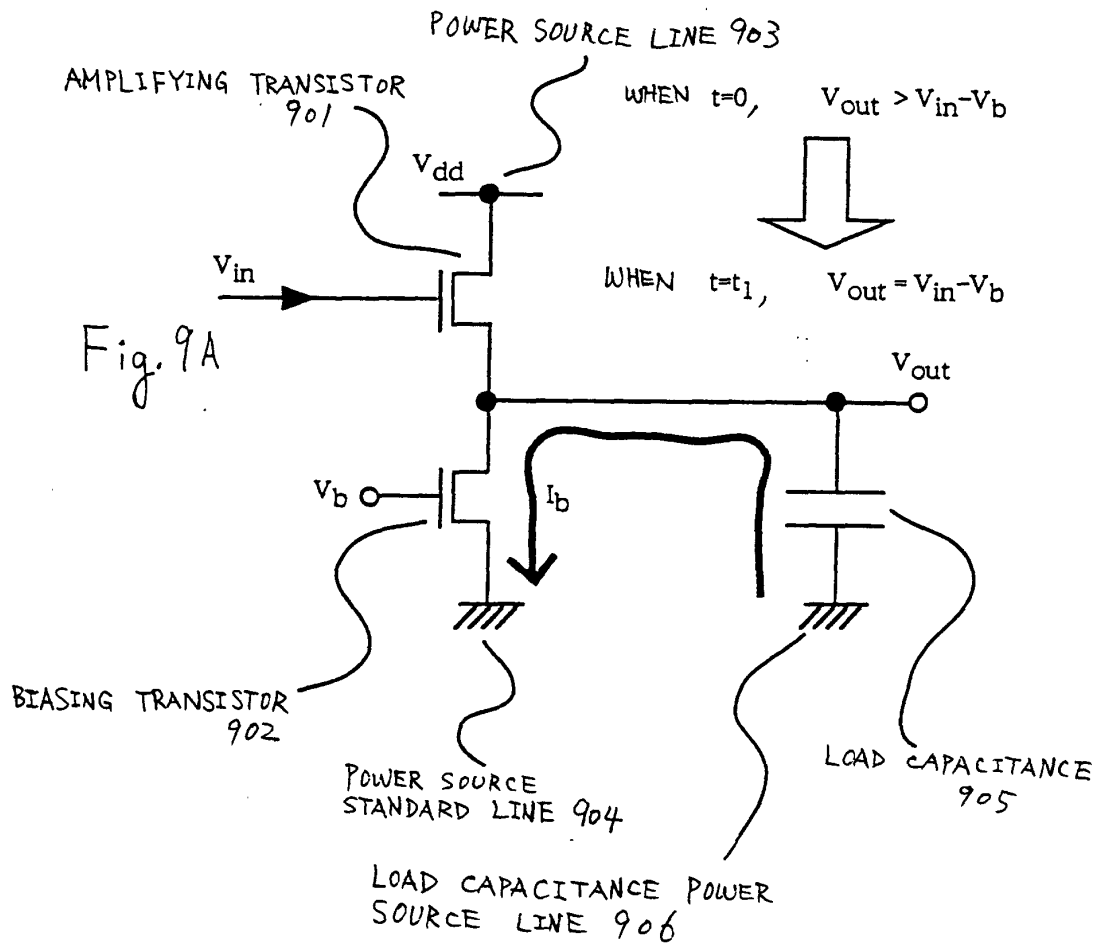 POWER SOURCE LINE 903
AMPLIFYING TRANSISTOR
901
WHEN t=0, Vout > Vin-Vb
Vdd
Vin
WHEN t=t1, Vout = Vin-Vb
Fig. 9A
Vout
Vb
Ib
BIASING TRANSISTOR
902
POWER SOURCE
STANDARD LINE 904
LOAD CAPACITANCE
905
LOAD CAPACITANCE POWER
SOURCE LINE 906